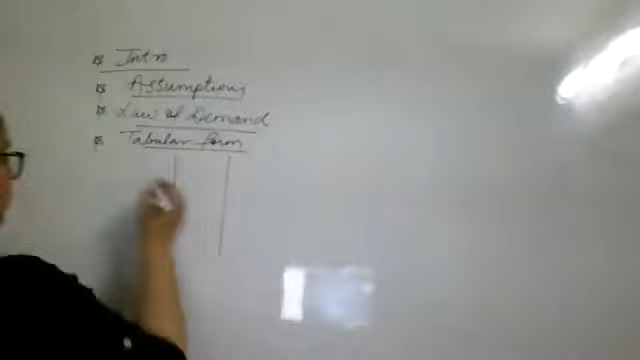 Intro
Assumptions
Law of Demand
Tabular form